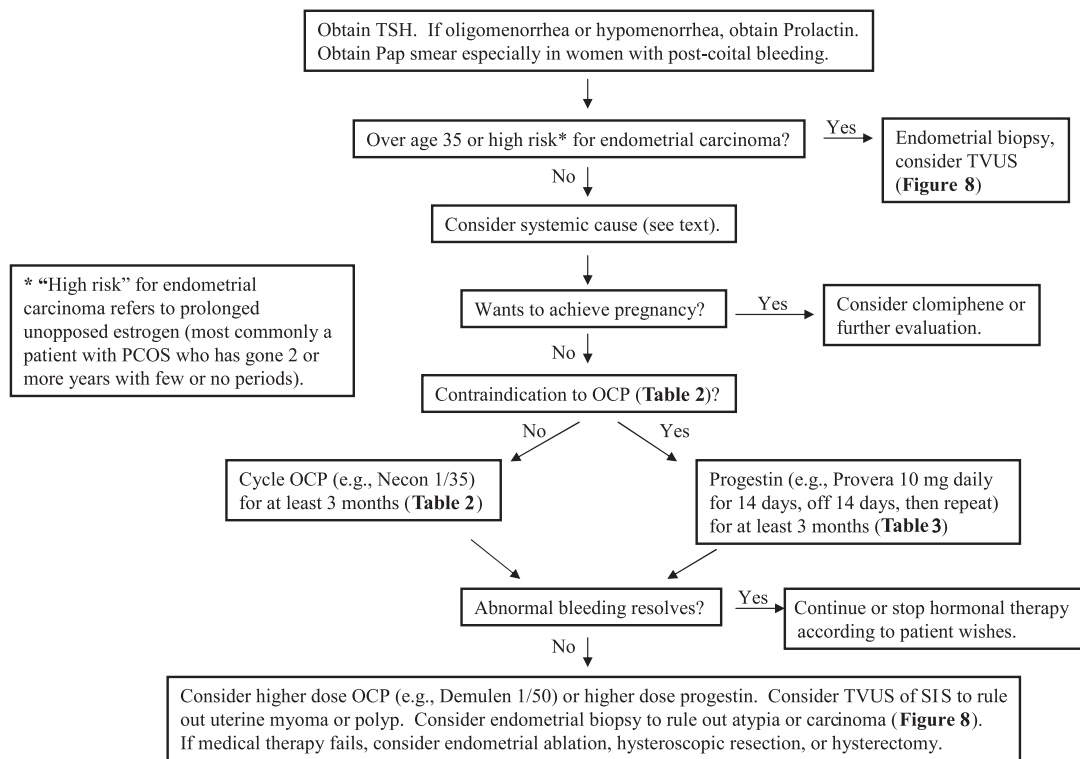 Obtain TSH. If oligomenorrhea or hypomenorrhea, obtain Prolactin.
Obtain Pap smear especially in women with post-coital bleeding.
Over age 35 or high risk* for endometrial carcinoma?
Yes
Endometrial biopsy,
consider TVUS
(Figure 8)
No
Consider systemic cause (see text).
* “High risk” for endometrial
carcinoma refers to prolonged
unopposed estrogen (most commonly a
patient with PCOS who has gone 2 or
more years with few or no periods).
Wants to achieve pregnancy?
Yes
Consider clomiphene or
further evaluation.
No
Contraindication to OCP (Table 2)?
No
Yes
Cycle OCP (e.g., Necon 1/35)
for at least 3 months (Table 2)
Progestin (e.g., Provera 10 mg daily
for 14 days, off 14 days, then repeat)
for at least 3 months (Table 3)
Abnormal bleeding resolves?
Yes
Continue or stop hormonal therapy
according to patient wishes.
No
Consider higher dose OCP (e.g., Demulen 1/50) or higher dose progestin. Consider TVUS of SIS to rule
out uterine myoma or polyp. Consider endometrial biopsy to rule out atypia or carcinoma (Figure 8).
If medical therapy fails, consider endometrial ablation, hysteroscopic resection, or hysterectomy.